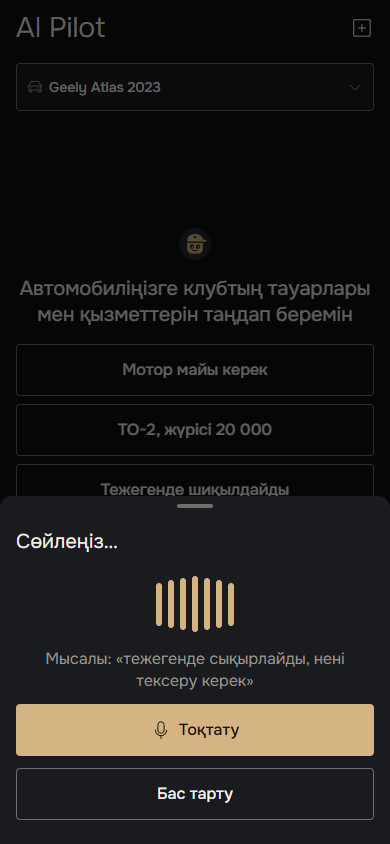 AI Pilot
Geely Atlas 2023
Автомобиліңізге клубтың тауарлары
мен қызметтерін таңдап беремін
Мотор майы керек
ТО-2, жүрісі 20 000
Тежегенде шиқылдайды
Сөйлеңіз...
Мысалы: «тежегенде сықырлайды, нені
тексеру керек»
Тоқтату
Бас тарту